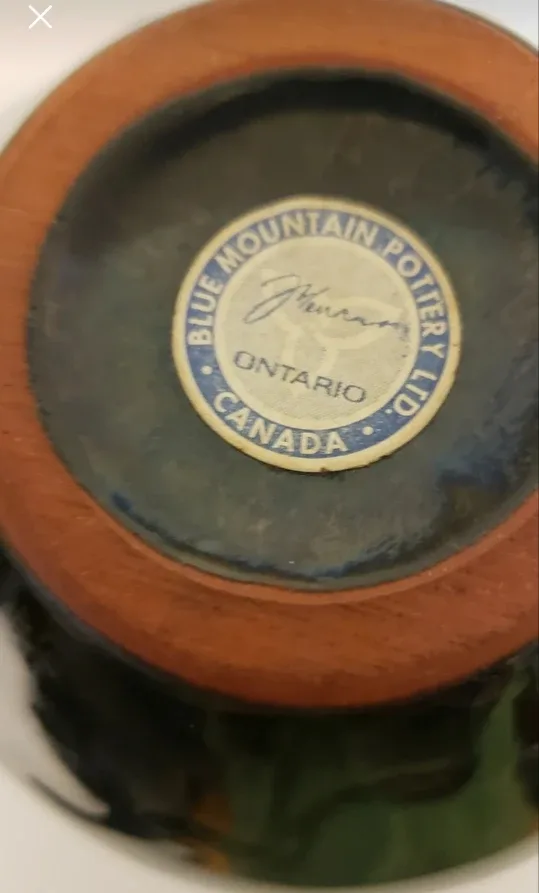 BLUE MOUNTAIN POTTERY LTD.
ONTARIO
• CANADA •